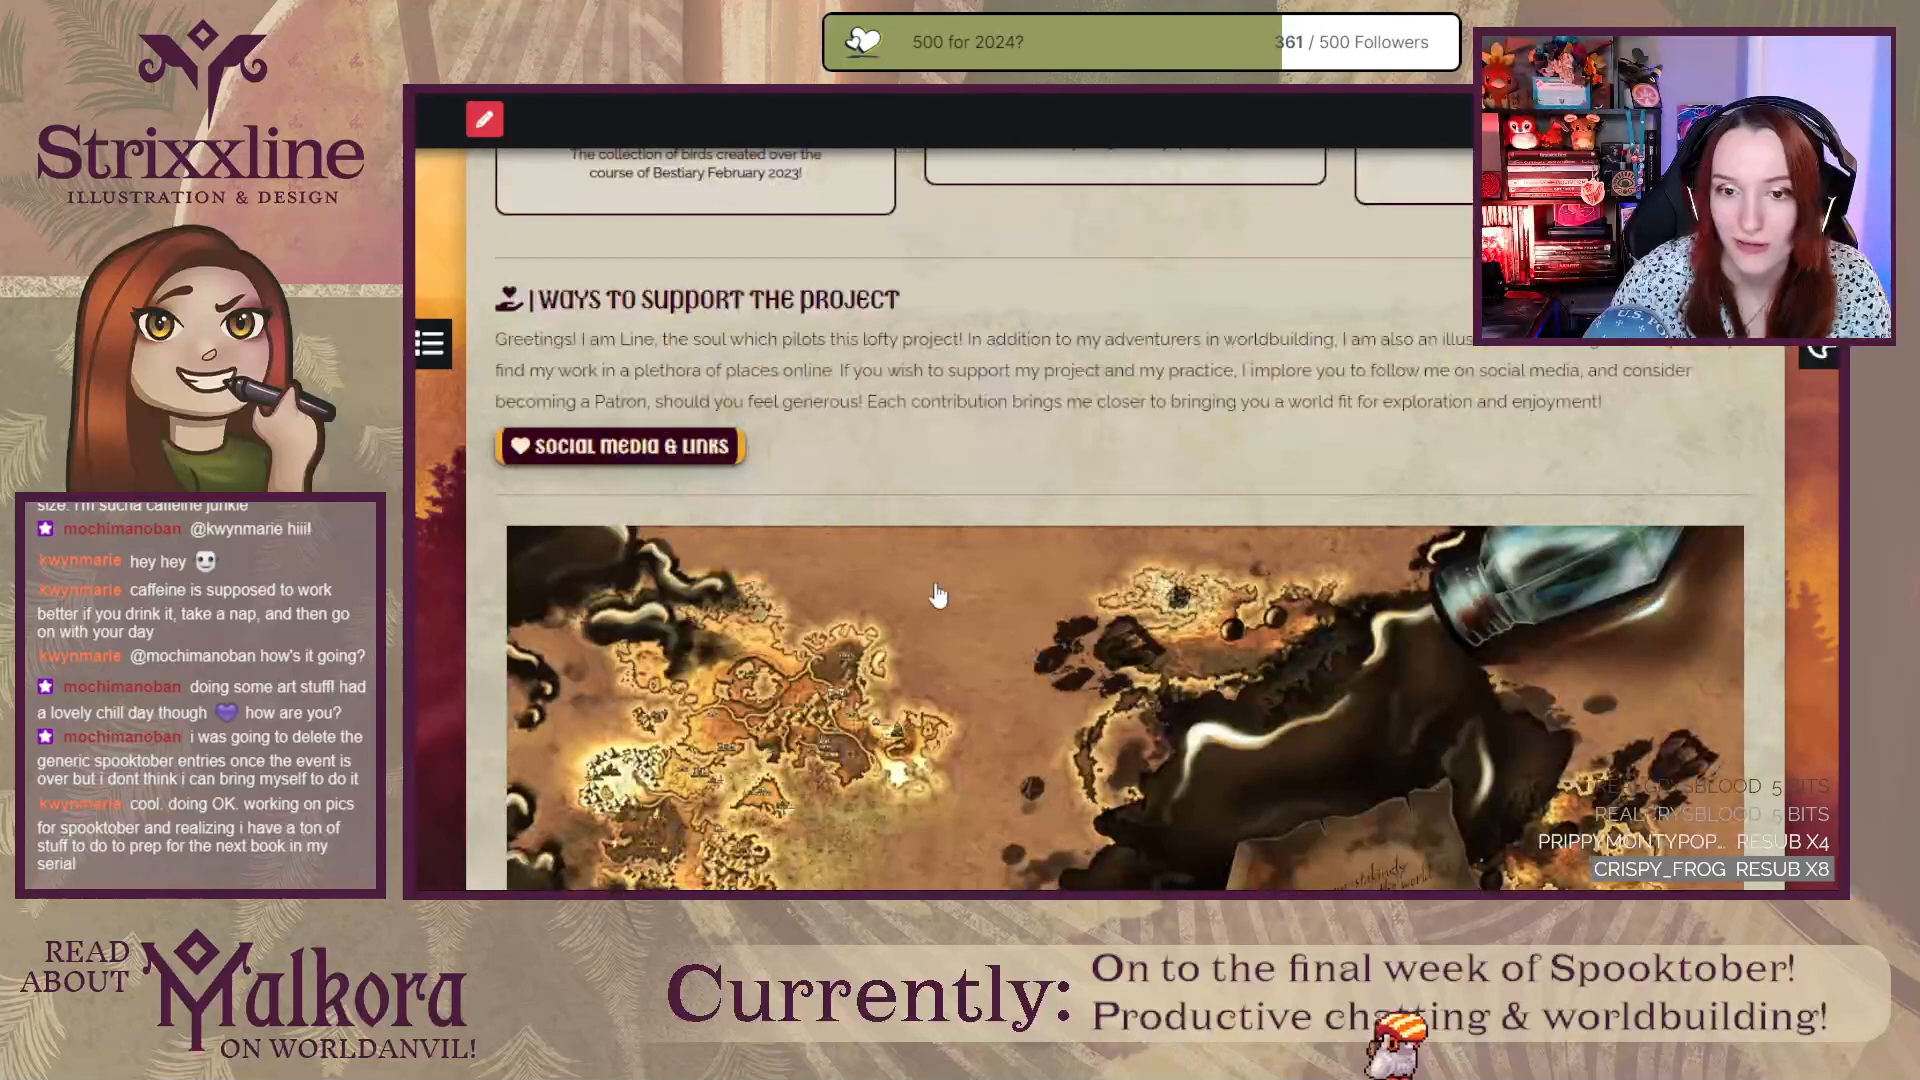 Strixxline
ILLUSTRATION & DESIGN
500 for 2024?
361 / 500 Followers
The collection of birds created over the
course of Bestiary February 2023!
| WAYS TO SUPPORT THE PROJECT
Greetings! I am Line, the soul which pilots this lofty project! In addition to my adventurers in worldbuilding, I am also an illus
find my work in a plethora of places online. If you wish to support my project and my practice, I implore you to follow me on social media, and consider
becoming a Patron, should you feel generous! Each contribution brings me closer to bringing you a world fit for exploration and enjoyment!
SOCIAL MEDIA & LINKS
U.S.
size. I'm sucha caffeine junkie
mochimanoban @kwynmarie hiii!
kwynmarie hey hey
kwynmarie caffeine is supposed to work
better if you drink it, take a nap, and then go
on with your day
kwynmarie @mochimanoban how's it going?
mochimanoban doing some art stuff! had
a lovely chill day though how are you?
mochimanoban i was going to delete the
generic spooktober entries once the event is
over but i dont think i can bring myself to do it
kwynmarie cool. doing OK. working on pics
for spooktober and realizing i have a ton of
stuff to do to prep for the next book in my
serial
5 BITS
REALCRYSBLOOD 5 BITS
PRIPPYMONTYPOP... RESUB X4
CRISPY_FROG RESUB X8
READ
ABOUT
Malkora
ON WORLDANVIL!
Currently:
On to the final week of Spooktober!
Productive chatting & worldbuilding!